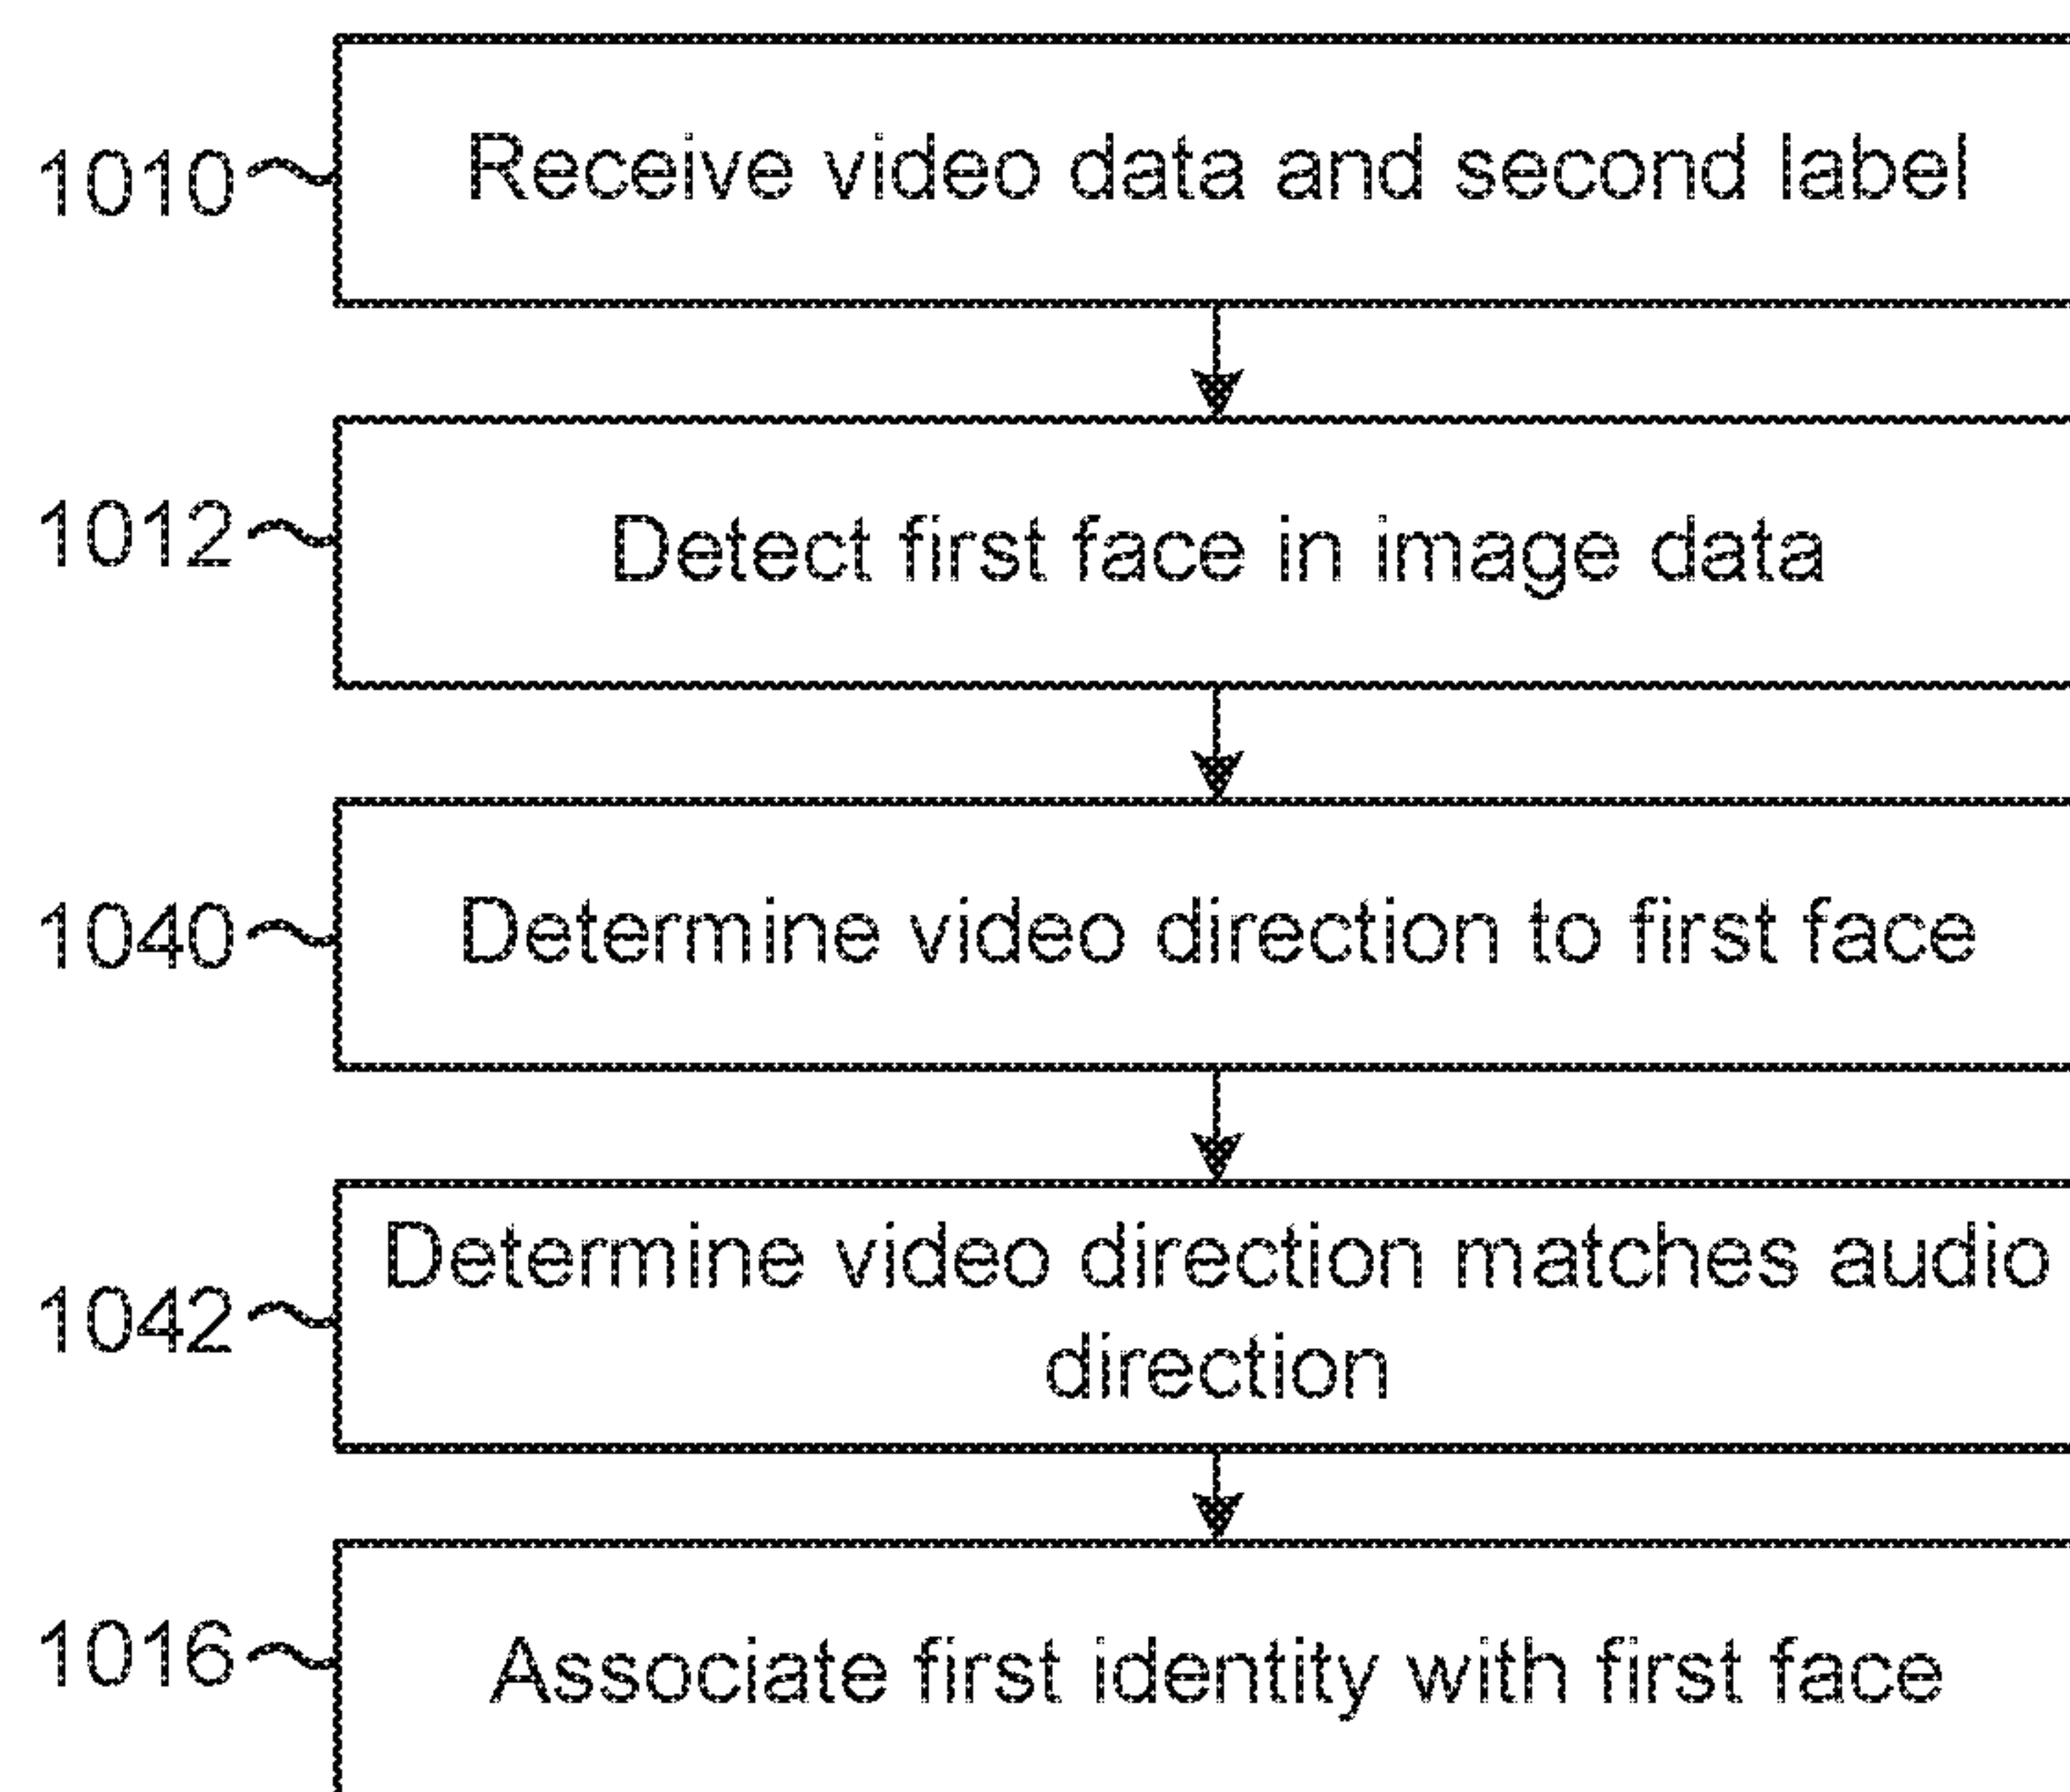 1010 Receive video data and second label
1012 Detect first face in image data
1040 Determine video direction to first face
Determine video direction matches audio
1042
direction
1016 Associate first identity with first face